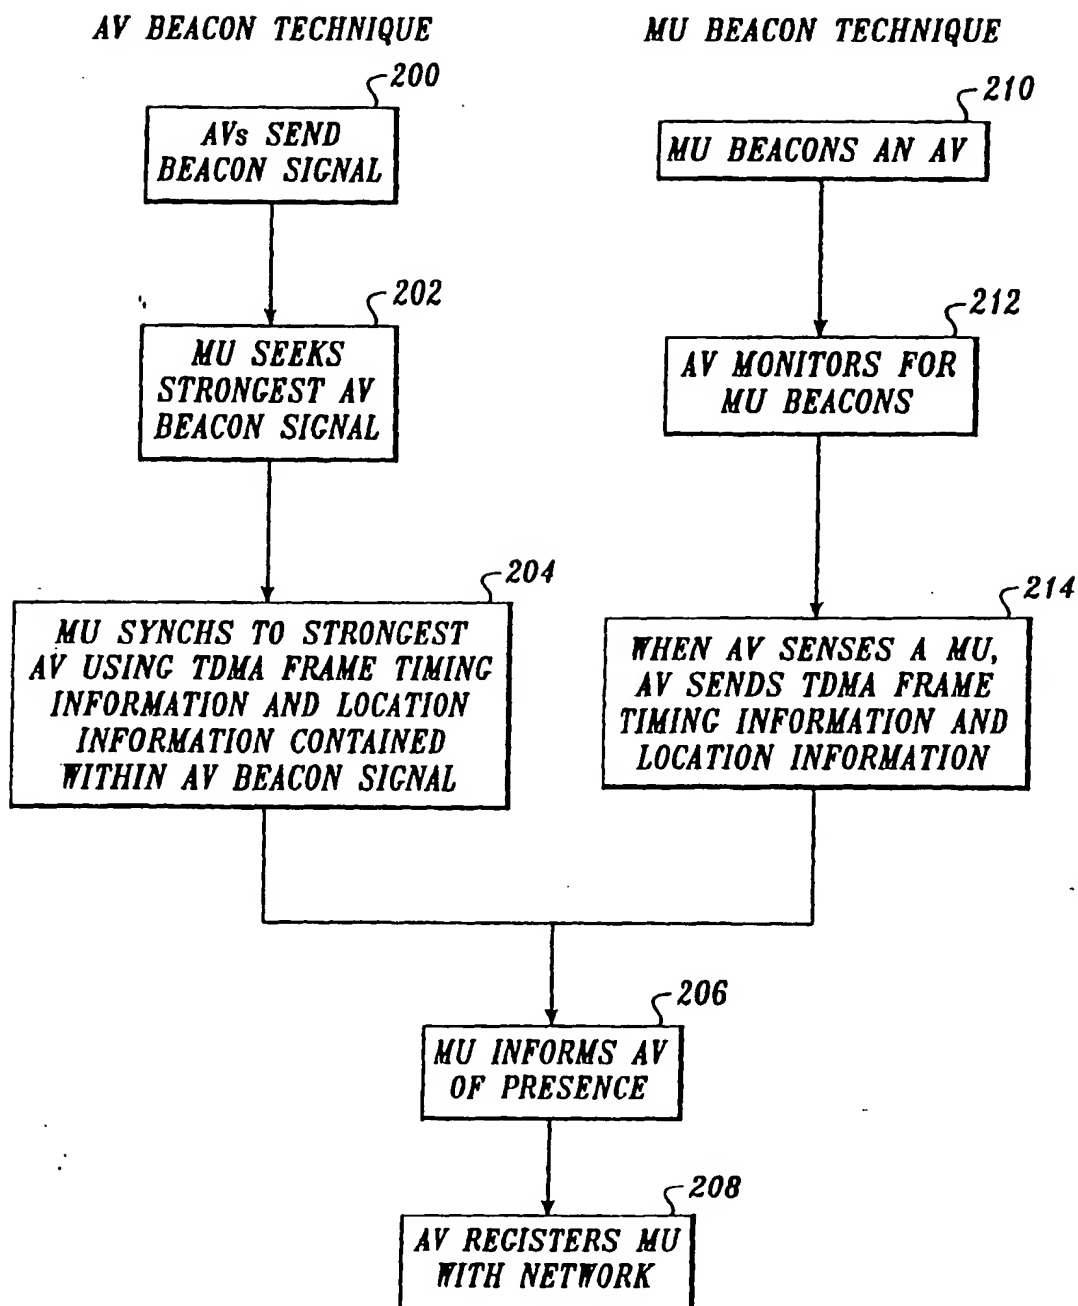 AV BEACON TECHNIQUE
200
AVs SEND
BEACON SIGNAL
202
MU SEEKS
STRONGEST AV
BEACON SIGNAL
204
MU SYNCHS TO STRONGEST
AV USING TDMA FRAME TIMING
INFORMATION AND LOCATION
INFORMATION CONTAINED
WITHIN AV BEACON SIGNAL
MU BEACON TECHNIQUE
210
MU BEACONS AN AV
212
AV MONITORS FOR
MU BEACONS
214
WHEN AV SENSES A MU,
AV SENDS TDMA FRAME
TIMING INFORMATION AND
LOCATION INFORMATION
206
MU INFORMS AV
OF PRESENCE
208
AV REGISTERS MU
WITH NETWORK